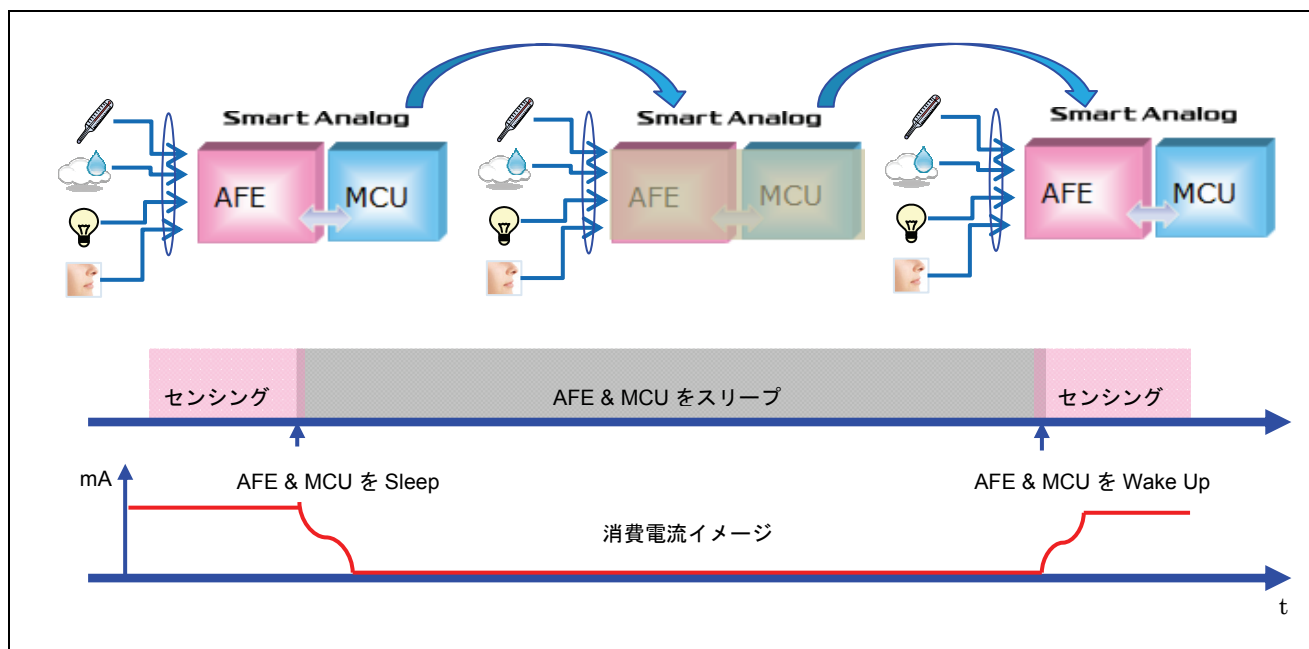 Smart Analog
AFE
MCU
Smart Analog
AFE
MCU
Smart Analog
AFE
MCU
センシング
AFE & MCU をスリープ
センシング
mA
AFE & MCU を Sleep
AFE & MCU を Wake Up
消費電流イメージ
t